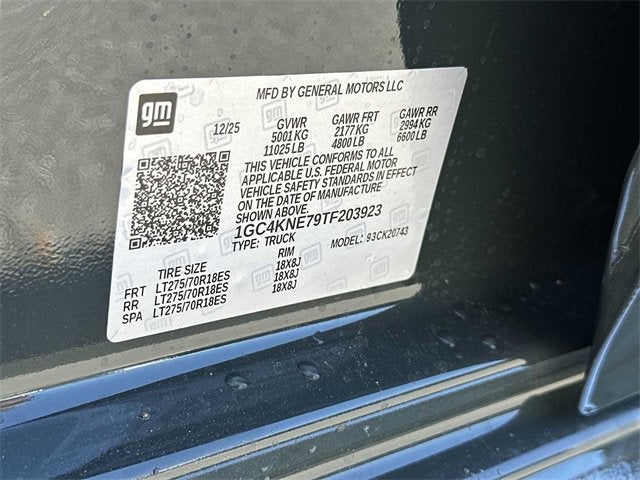 gm
MFD BY GENERAL MOTORS LLC
12/25 GVWR GAWR FRT GAWR RR
5001 KG 2177 KG 2994 KG
11025 LB 4800 LB 6600 LB
THIS VEHICLE CONFORMS TO ALL
APPLICABLE U.S. FEDERAL MOTOR
VEHICLE SAFETY STANDARDS IN EFFECT
ON THE DATE OF MANUFACTURE
SHOWN ABOVE.
1GC4KNE79TF203923
TYPE: TRUCK MODEL: 93CK20743
TIRE SIZE RIM
FRT LT275/70R18ES 18X8J
RR LT275/70R18ES 18X8J
SPA LT275/70R18ES 18X8J